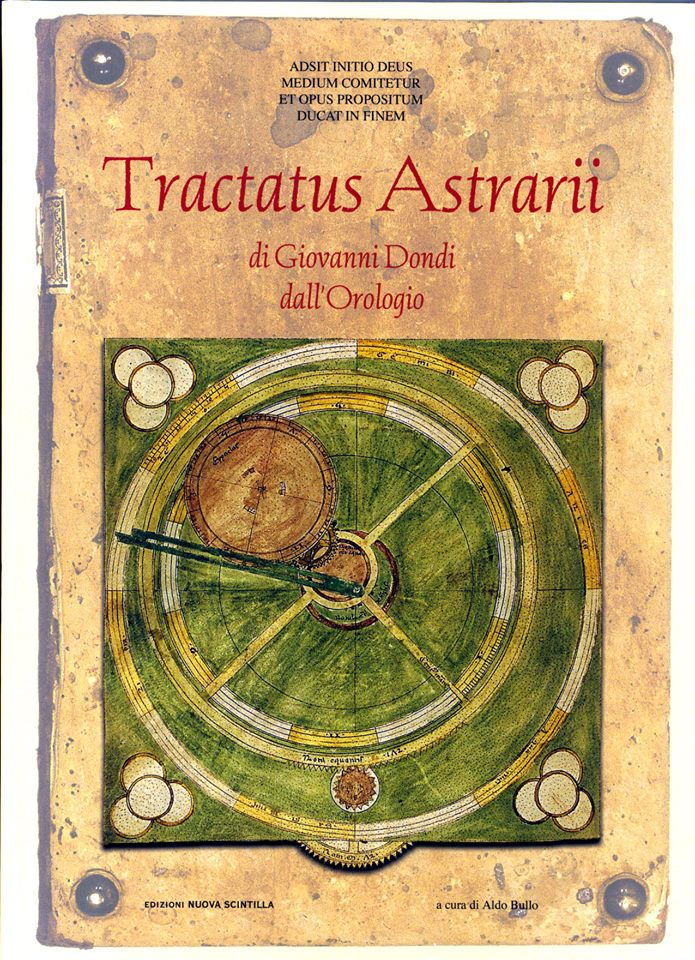 ADSIT INITIO DEUS
MEDIUM COMITETUR
ET OPUS PROPOSITUM
DUCAT IN FINEM
Tractatus Astrarii
di Giovanni Dondi
dall'Orologio
EDIZIONI NUOVA SCINTILLA
a cura di Aldo Bullo